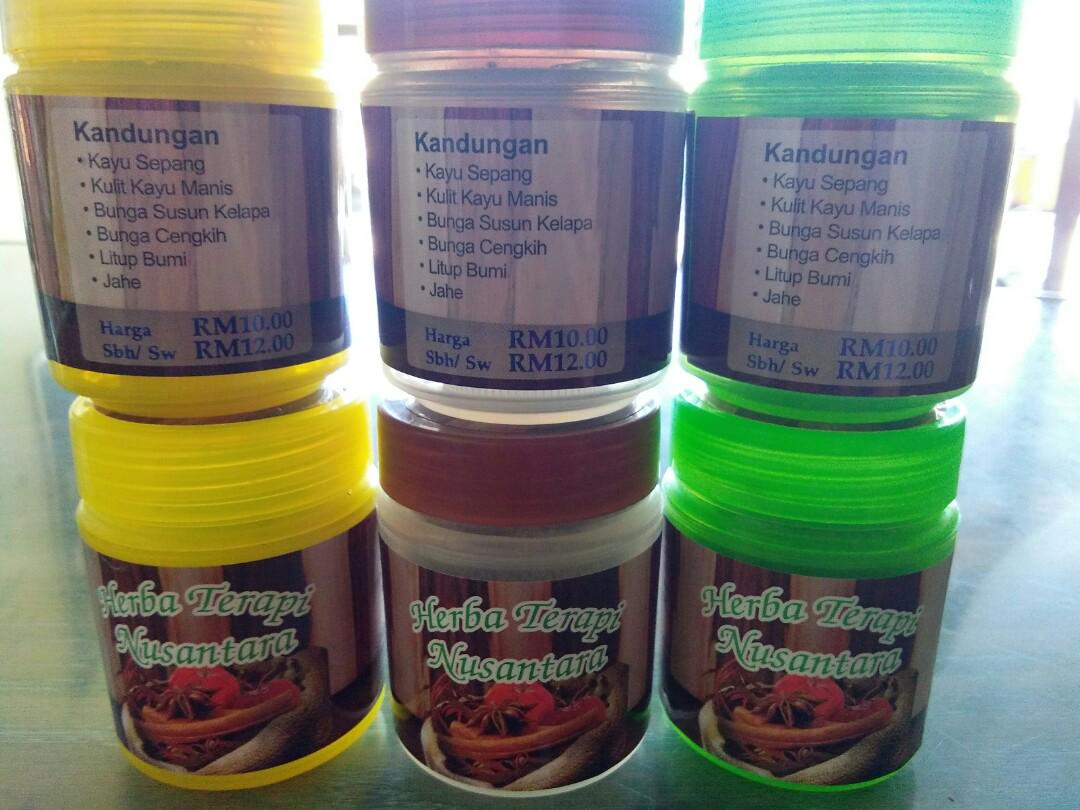 Kandungan
• Kayu Sepang
• Kulit Kayu Manis
• Bunga Susun Kelapa
• Bunga Cengkih
• Litup Bumi
• Jahe
Harga RM10.00
Sbh/ Sw RM12.00
Kandungan
• Kayu Sepang
• Kulit Kayu Manis
• Bunga Susun Kelapa
• Bunga Cengkih
• Litup Bumi
• Jahe
Harga RM10.00
Sbh/ Sw RM12.00
Kandungan
• Kayu Sepang
• Kulit Kayu Manis
• Bunga Susun Kelapa
• Bunga Cengkih
• Litup Bumi
• Jahe
Harga RM10.00
Sbh/ Sw RM12.00
Herba Terapi
Nusantara
Herba Terapi
Nusantara
Herba Terapi
Nusantara